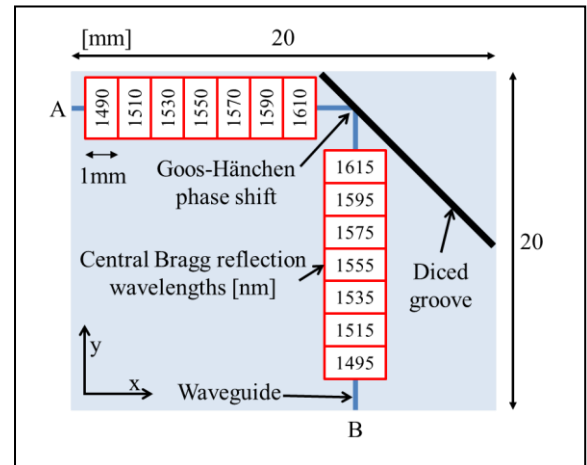 [mm]
20
A
1490
1510
1530
1550
1570
1590
1610
1mm
Goos-Hänchen
phase shift
1615
1595
1575
1555
1535
1515
1495
Central Bragg reflection
wavelengths [nm]
Diced
groove
20
y
x
Waveguide
B